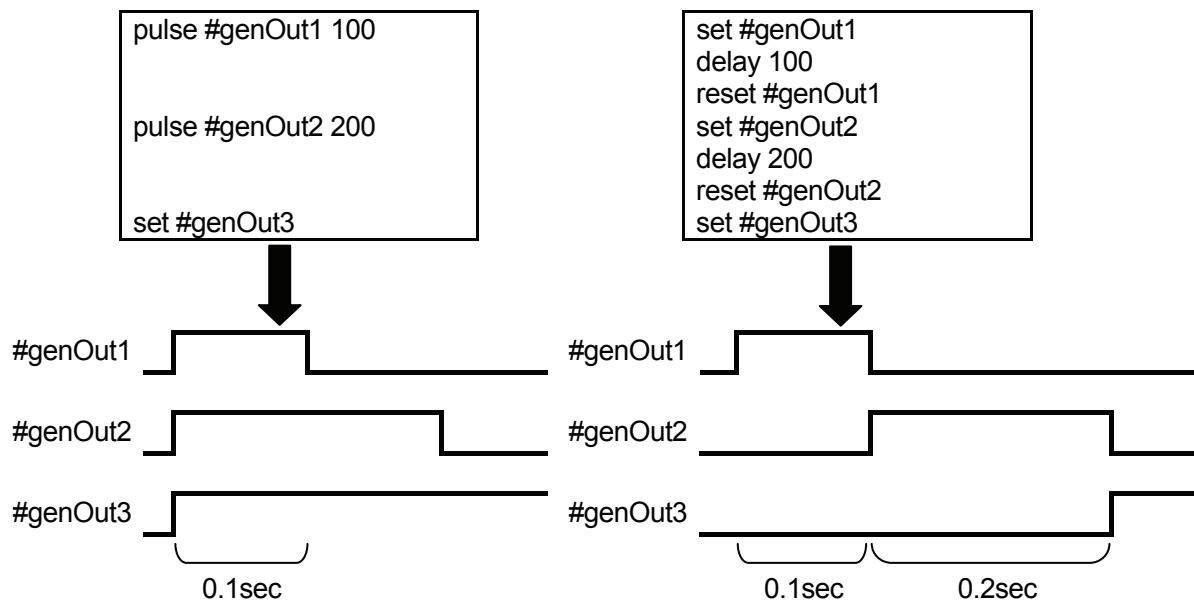 pulse #genOut1 100
pulse #genOut2 200
set #genOut3
set #genOut1
delay 100
reset #genOut1
set #genOut2
delay 200
reset #genOut2
set #genOut3
#genOut1
#genOut2
#genOut3
0.1sec
#genOut1
#genOut2
#genOut3
0.1sec
0.2sec